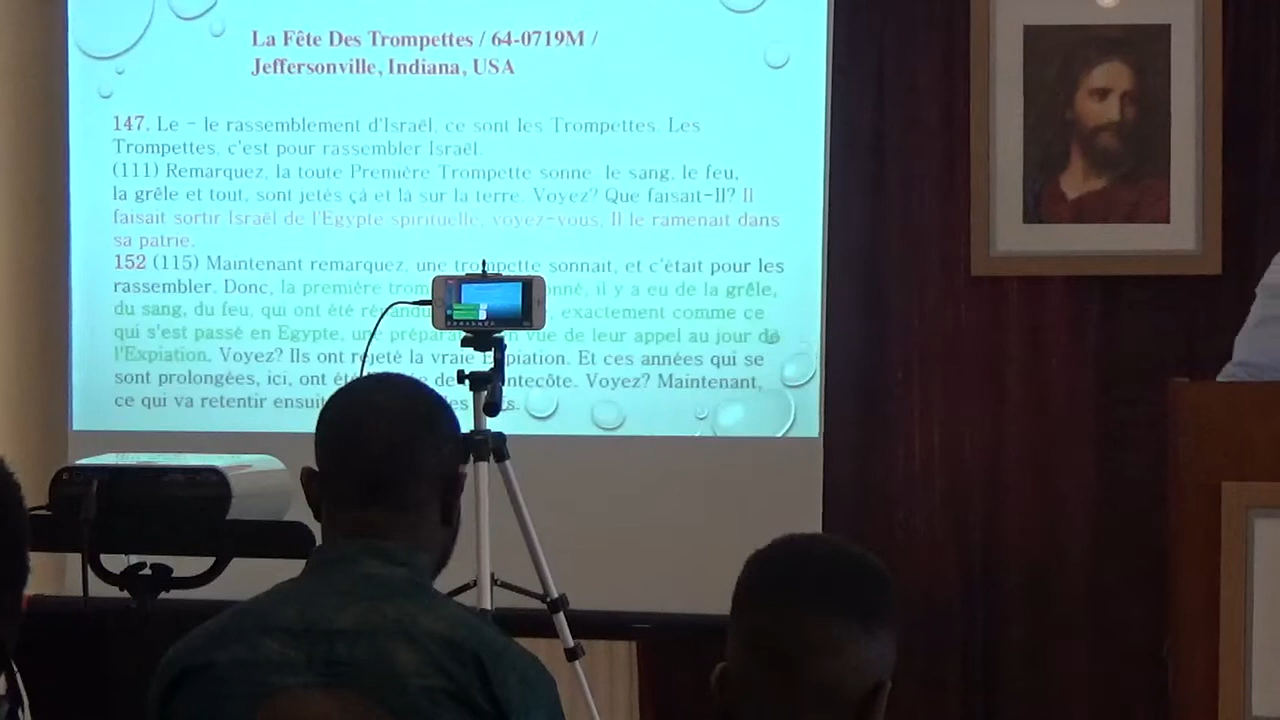 La Fête Des Trompettes / 64-0719M /
Jeffersonville, Indiana, USA
147. Le - le rassemblement d'Israël, ce sont les Trompettes. Les
Trompettes, c'est pour rassembler Israël.
(111) Remarquez, la toute Première Trompette sonne le sang, le feu,
la grêle et tout, sont jetés çà et là sur la terre. Voyez? Que faisait-Il? Il
faisait sortir Israël de l'Egypte spirituelle, voyez-vous, Il le ramenait dans
sa patrie.
152 (115) Maintenant remarquez, une trompette sonnait, et c'était pour les
rassembler. Donc, la première il y a eu de la grêle,
du sang, du feu, qui ont été exactement comme ce
qui s'est passé en Egypte, une vue de leur appel au jour de
l'Expiation. Voyez? Ils ont rejeté la vraie Expiation. Et ces années qui se
sont prolongées, ici, ont Voyez? Maintenant,
ce qui va retentir